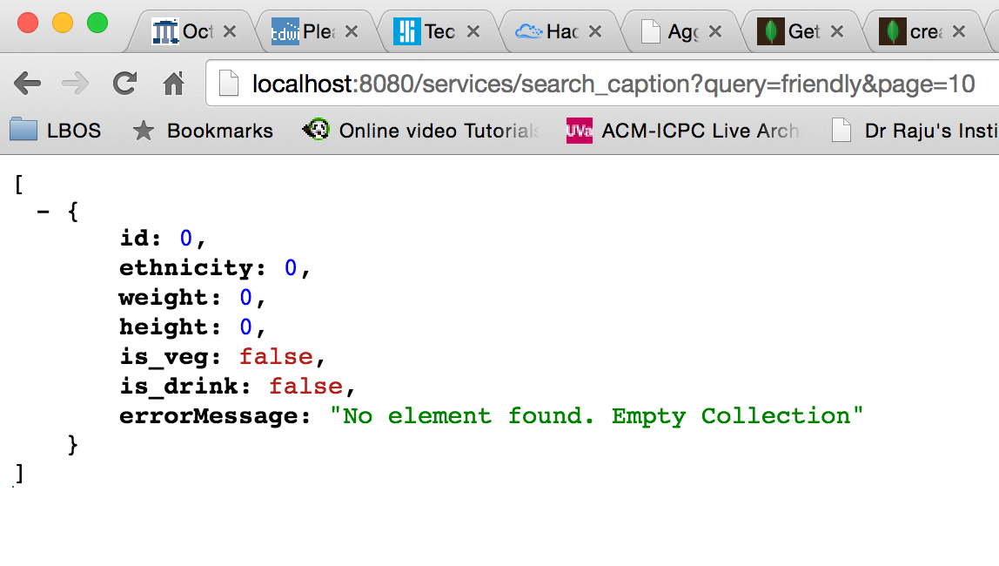 Oct Plea Tec Hac Agg Get crea
localhost:8080/services/search_caption?query=friendly&page=10
LBOS Bookmarks Online video Tutorials UVa ACM-ICPC Live Arch Dr Raju's Insti
[
- {
id: 0,
ethnicity: 0,
weight: 0,
height: 0,
is_veg: false,
is_drink: false,
errorMessage: "No element found. Empty Collection"
}
]